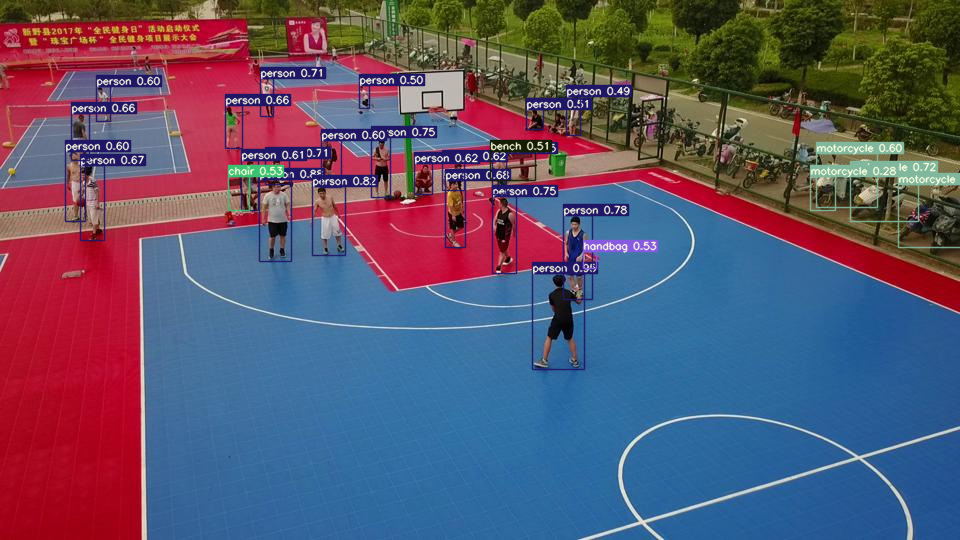 新野县2017年“全民健身日”活动启动仪式
暨“珠宝广场杯”全民健身项目展示大会
person 0.60
person 0.71
person 0.50
person 0.49
person 0.66
person 0.66
person 0.51
person 0.60
0.75
person 0.60
person 0.67
person 0.61
0.71
person 0.62
0.62
bench 0.51
chair 0.53
0.88
person 0.82
person 0.68
person 0.75
person 0.78
handbag 0.53
person 0.95
motorcycle 0.60
motorcycle 0.28
le 0.72
motorcycle